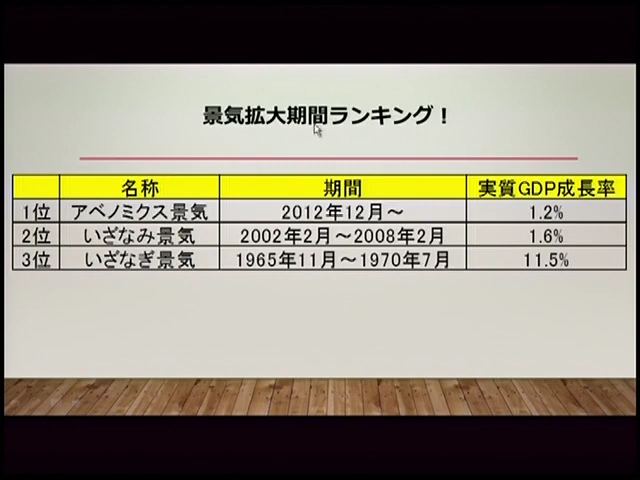 景気拡大期間ランキング！
名称 期間 実質GDP成長率
1位 アベノミクス景気 2012年12月～ 1.2%
2位 いざなみ景気 2002年2月～2008年2月 1.6%
3位 いざなぎ景気 1965年11月～1970年7月 11.5%